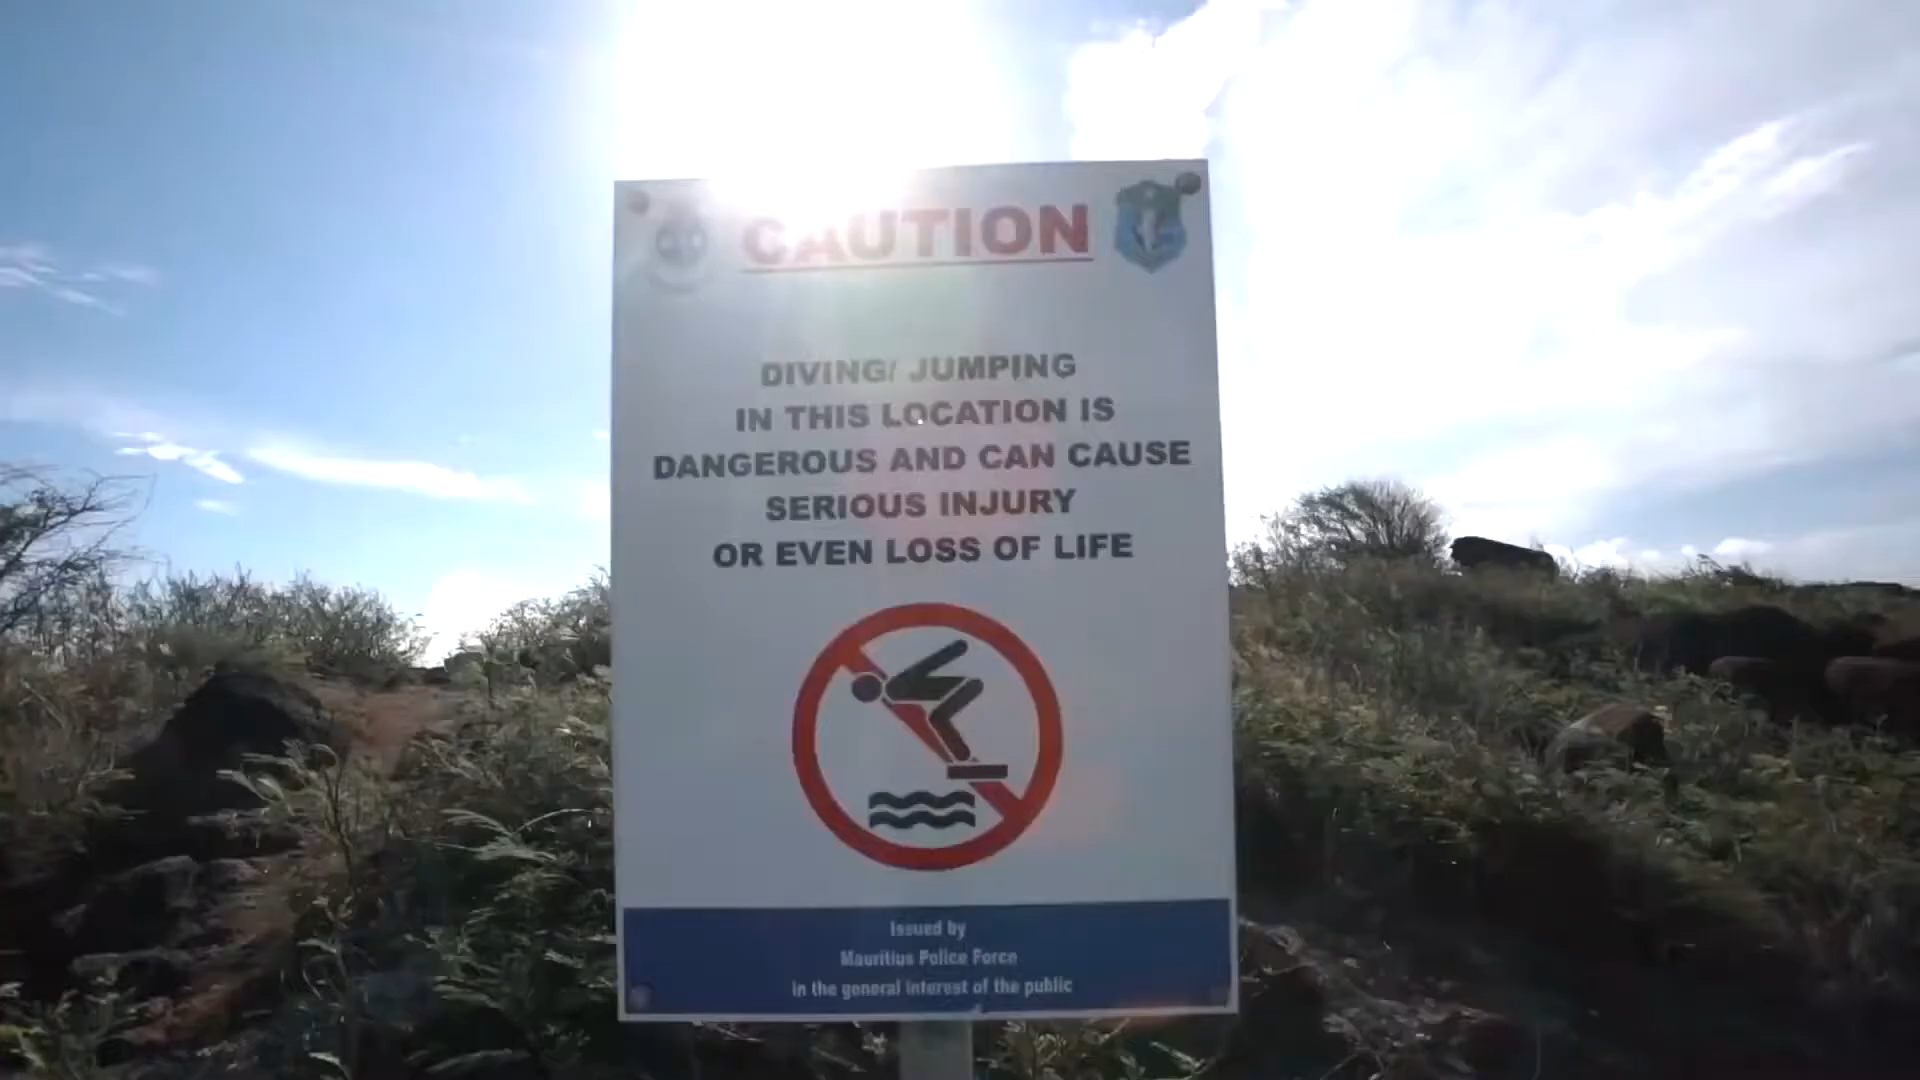 CAUTION
DIVING/ JUMPING
IN THIS LOCATION IS
DANGEROUS AND CAN CAUSE
SERIOUS INJURY
OR EVEN LOSS OF LIFE
Issued by
Mauritius Police Force
in the general interest of the public